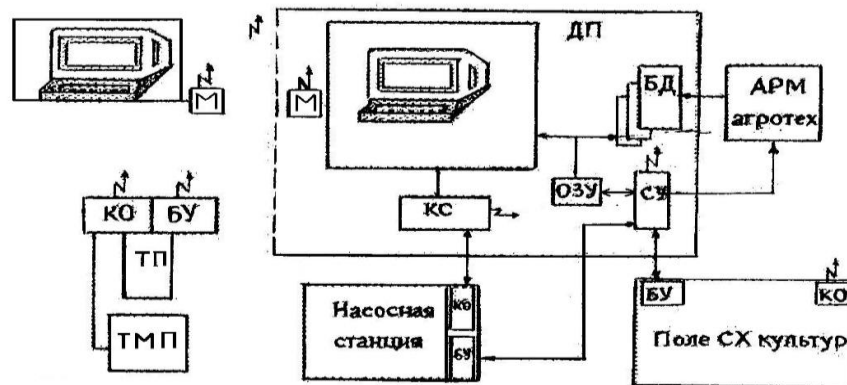 ДП
М
М
БД
АРМ
агротех
КО БУ
ОЗУ
СУ
КС
ТП
ТМП
Насосная
станция
КО
БУ
БУ
КО
Поле СХ культур